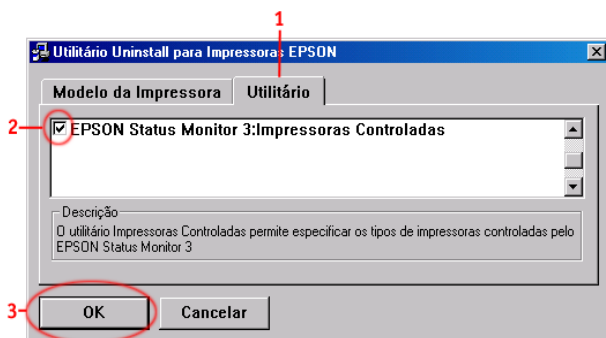 1
Utilitário Uninstall para Impressoras EPSON
Modelo da Impressora
Utilitário
2
EPSON Status Monitor 3:Impressoras Controladas
Descrição
O utilitário Impressoras Controladas permite especificar os tipos de impressoras controladas pelo
EPSON Status Monitor 3
3
OK
Cancelar